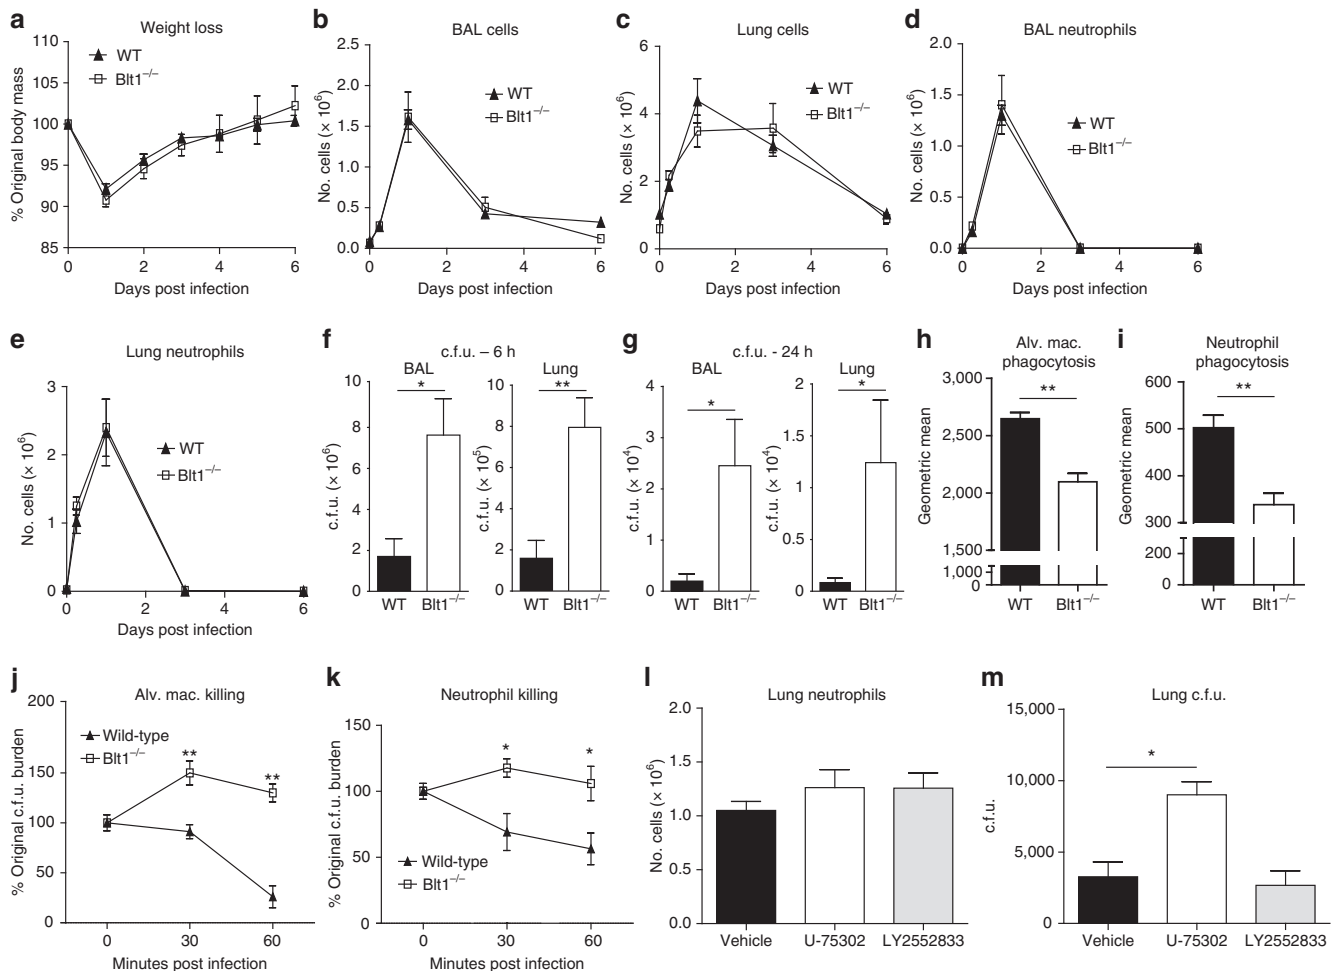 a
Weight loss
110
105
100
95
90
85
% Original body mass
WT
Blt1−/−
0
2
4
6
Days post infection
b
BAL cells
2.5
2.0
1.5
1.0
0.5
0.0
No. cells (× 10⁶)
WT
Blt1−/−
0
2
4
6
Days post infection
c
Lung cells
6
4
2
0
No. cells (× 10⁶)
WT
Blt1−/−
0
2
4
6
Days post infection
d
BAL neutrophils
2.0
1.5
1.0
0.5
0.0
No. cells (× 10⁶)
WT
Blt1−/−
0
2
4
6
Days post infection
e
Lung neutrophils
3
2
1
0
No. cells (× 10⁶)
WT
Blt1−/−
0
2
4
6
Days post infection
f
c.f.u. – 6 h
BAL
10
8
6
4
2
0
c.f.u. (× 10⁶)
*
WT
Blt1−/−
Lung
10
8
6
4
2
0
c.f.u. (× 10⁵)
**
WT
Blt1−/−
g
c.f.u. - 24 h
BAL
4
3
2
1
0
c.f.u. (× 10⁴)
*
WT
Blt1−/−
Lung
2
1.5
1
0.5
0
c.f.u. (× 10⁴)
*
WT
Blt1−/−
h
Alv. mac.
phagocytosis
3,000
2,500
2,000
1,500
1,000
0
Geometric mean
**
WT
Blt1−/−
i
Neutrophil
phagocytosis
600
500
400
300
200
0
Geometric mean
**
WT
Blt1−/−
j
Alv. mac. killing
200
150
100
50
0
% Original c.f.u. burden
Wild-type
Blt1−/−
**
**
0
30
60
Minutes post infection
k
Neutrophil killing
150
100
50
0
% Original c.f.u. burden
*
*
Wild-type
Blt1−/−
0
30
60
Minutes post infection
l
Lung neutrophils
2.0
1.5
1.0
0.5
0.0
No. cells (× 10⁶)
Vehicle
U-75302
LY2552833
m
Lung c.f.u.
15,000
10,000
5,000
0
c.f.u.
*
Vehicle
U-75302
LY2552833